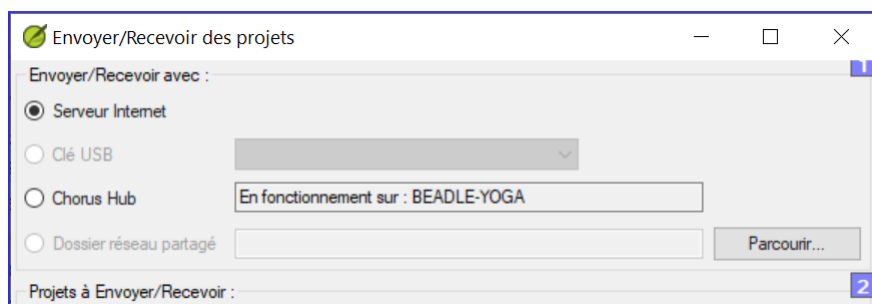 Envoyer/Recevoir des projets
Envoyer/Recevoir avec :
1
Serveur Internet
Clé USB
Chorus Hub
En fonctionnement sur : BEADLE-YOGA
Dossier réseau partagé
Parcourir...
Projets à Envoyer/Recevoir :
2